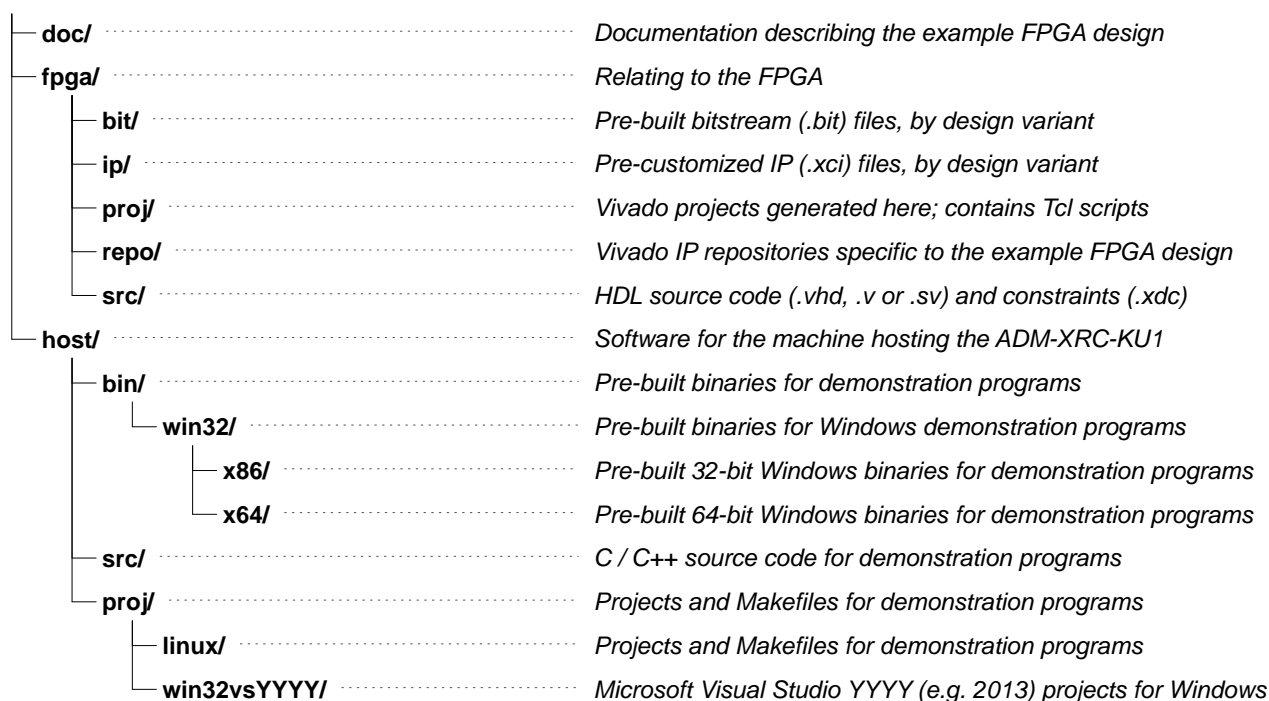 doc/ Documentation describing the example FPGA design
fpga/ Relating to the FPGA
bit/ Pre-built bitstream (.bit) files, by design variant
ip/ Pre-customized IP (.xci) files, by design variant
proj/ Vivado projects generated here; contains Tcl scripts
repo/ Vivado IP repositories specific to the example FPGA design
src/ HDL source code (.vhd, .v or .sv) and constraints (.xdc)
host/ Software for the machine hosting the ADM-XRC-KU1
bin/ Pre-built binaries for demonstration programs
win32/ Pre-built binaries for Windows demonstration programs
x86/ Pre-built 32-bit Windows binaries for demonstration programs
x64/ Pre-built 64-bit Windows binaries for demonstration programs
src/ C / C++ source code for demonstration programs
proj/ Projects and Makefiles for demonstration programs
linux/ Projects and Makefiles for demonstration programs
win32vsYYYY/ Microsoft Visual Studio YYYY (e.g. 2013) projects for Windows